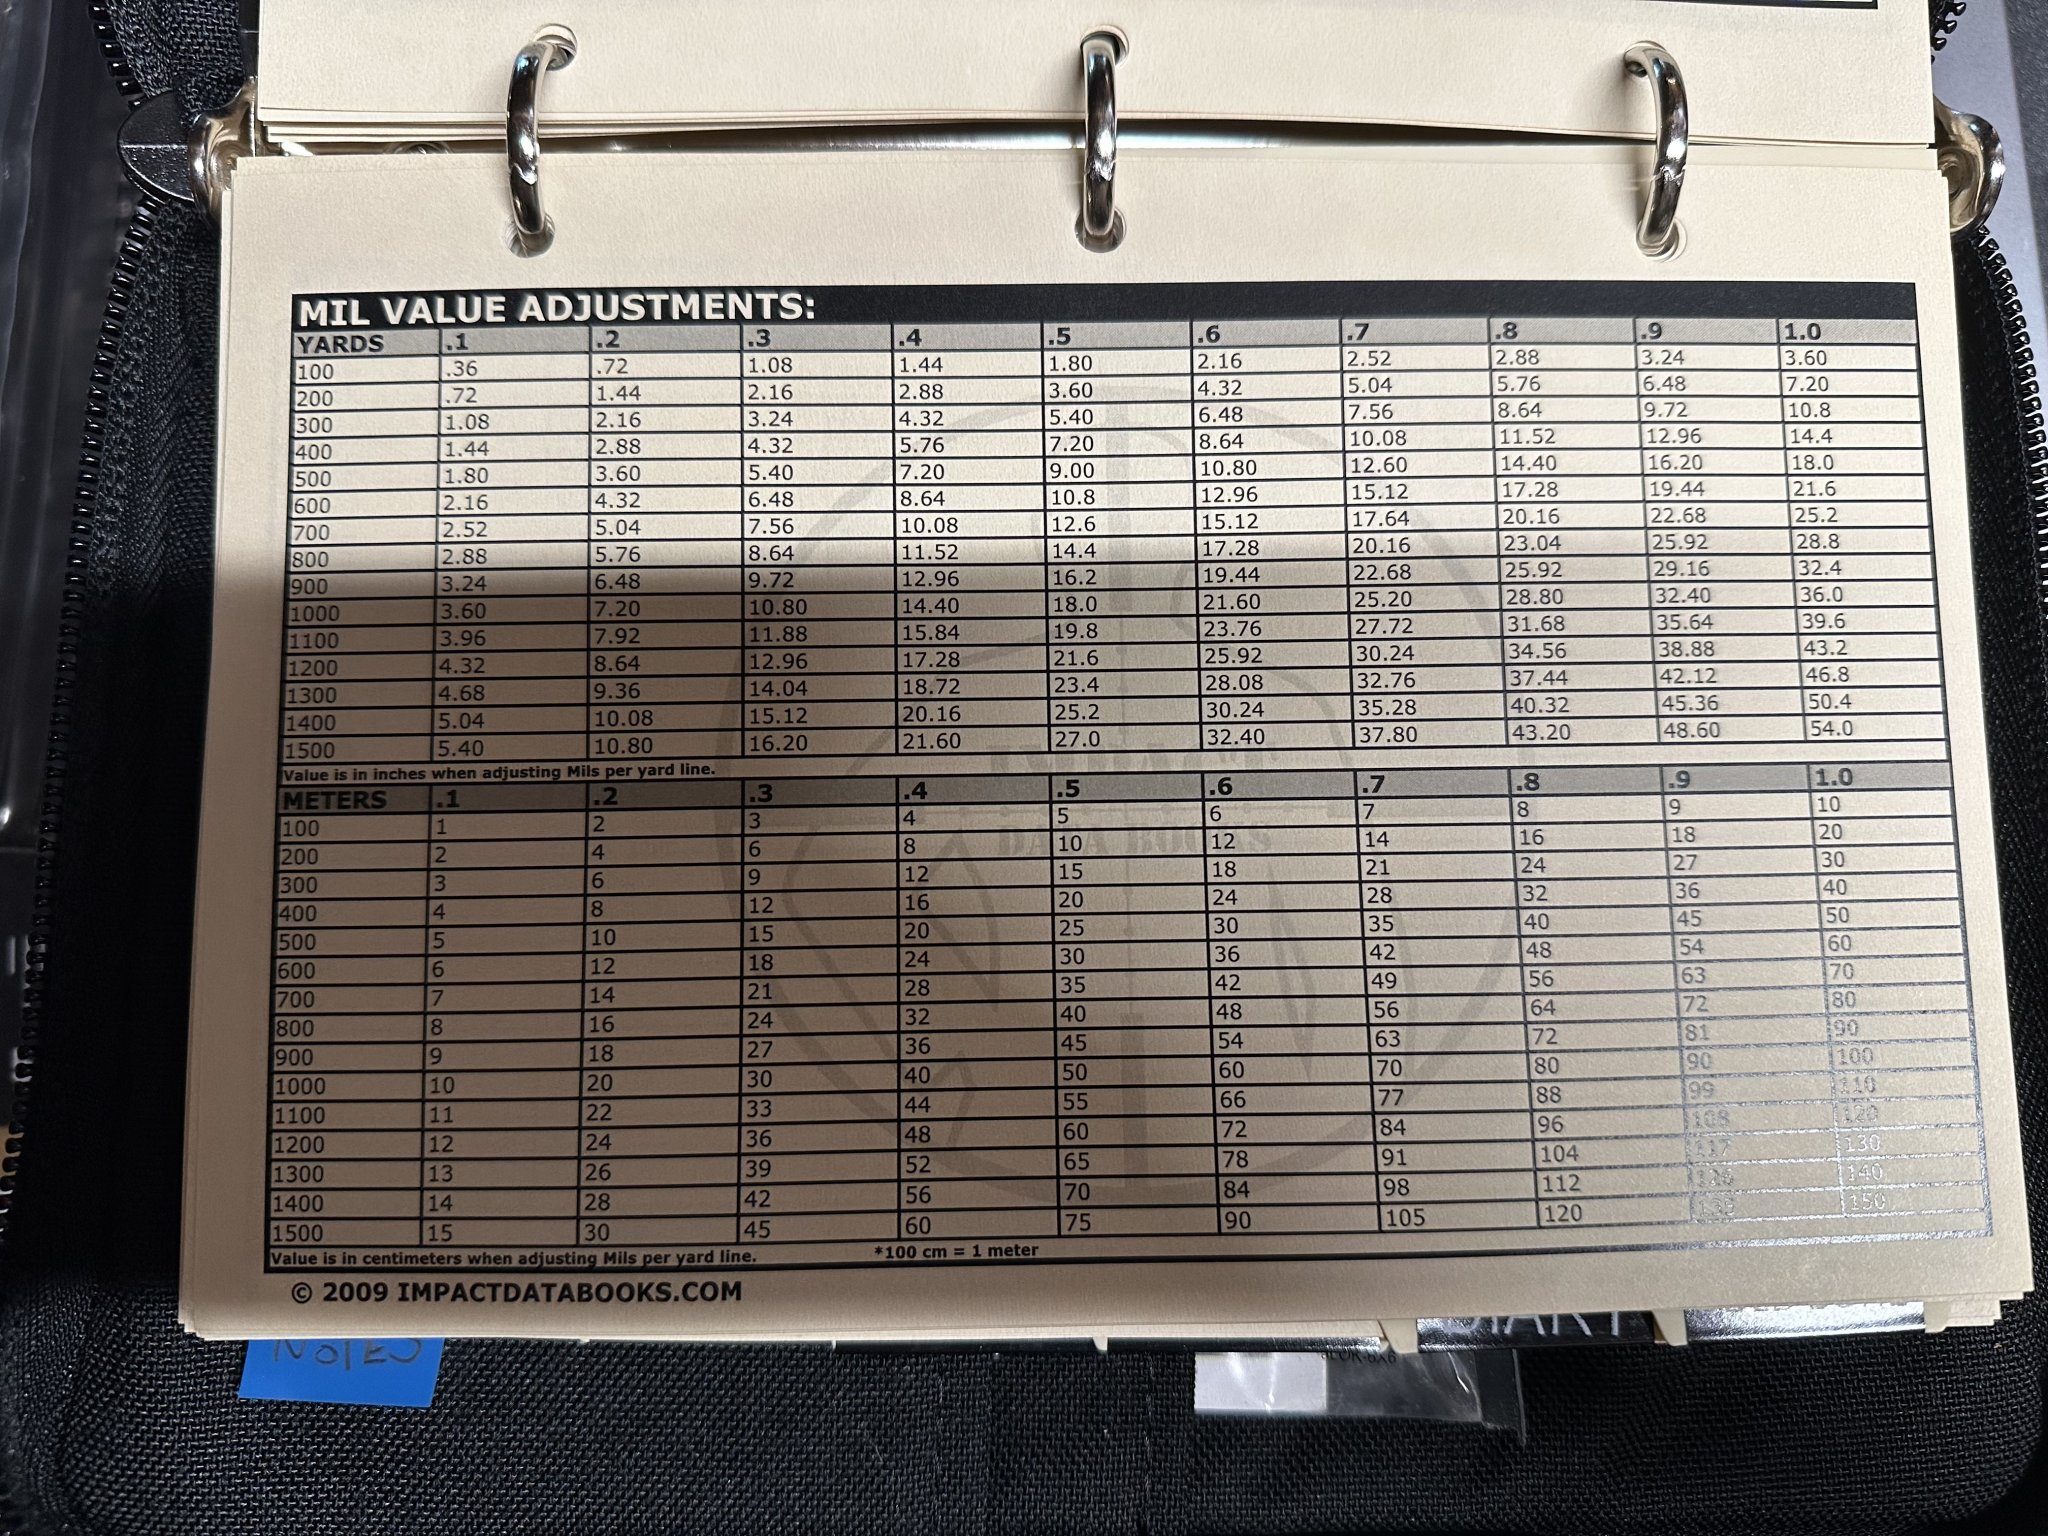 MIL VALUE ADJUSTMENTS:
YARDS .1 .2 .3 .4 .5 .6 .7 .8 .9 1.0
100 .36 .72 1.08 1.44 1.80 2.16 2.52 2.88 3.24 3.60
200 .72 1.44 2.16 2.88 3.60 4.32 5.04 5.76 6.48 7.20
300 1.08 2.16 3.24 4.32 5.40 6.48 7.56 8.64 9.72 10.8
400 1.44 2.88 4.32 5.76 7.20 8.64 10.08 11.52 12.96 14.4
500 1.80 3.60 5.40 7.20 9.00 10.80 12.60 14.40 16.20 18.0
600 2.16 4.32 6.48 8.64 10.8 12.96 15.12 17.28 19.44 21.6
700 2.52 5.04 7.56 10.08 12.6 15.12 17.64 20.16 22.68 25.2
800 2.88 5.76 8.64 11.52 14.4 17.28 20.16 23.04 25.92 28.8
900 3.24 6.48 9.72 12.96 16.2 19.44 22.68 25.92 29.16 32.4
1000 3.60 7.20 10.80 14.40 18.0 21.60 25.20 28.80 32.40 36.0
1100 3.96 7.92 11.88 15.84 19.8 23.76 27.72 31.68 35.64 39.6
1200 4.32 8.64 12.96 17.28 21.6 25.92 30.24 34.56 38.88 43.2
1300 4.68 9.36 14.04 18.72 23.4 28.08 32.76 37.44 42.12 46.8
1400 5.04 10.08 15.12 20.16 25.2 30.24 35.28 40.32 45.36 50.4
1500 5.40 10.80 16.20 21.60 27.0 32.40 37.80 43.20 48.60 54.0
Value is in inches when adjusting Mils per yard line.
METERS .1 .2 .3 .4 .5 .6 .7 .8 .9 1.0
100 1 2 3 4 5 6 7 8 9 10
200 2 4 6 8 10 12 14 16 18 20
300 3 6 9 12 15 18 21 24 27 30
400 4 8 12 16 20 24 28 32 36 40
500 5 10 15 20 25 30 35 40 45 50
600 6 12 18 24 30 36 42 48 54 60
700 7 14 21 28 35 42 49 56 63 70
800 8 16 24 32 40 48 56 64 72 80
900 9 18 27 36 45 54 63 72 81 90
1000 10 20 30 40 50 60 70 80 90 100
1100 11 22 33 44 55 66 77 88 99 110
1200 12 24 36 48 60 72 84 96 108 120
1300 13 26 39 52 65 78 91 104 117 130
1400 14 28 42 56 70 84 98 112 126 140
1500 15 30 45 60 75 90 105 120 135 150
Value is in centimeters when adjusting Mils per yard line. *100 cm = 1 meter
© 2009 IMPACTDATABOOKS.COM
DATA BOOKS
NOTES
DIARY